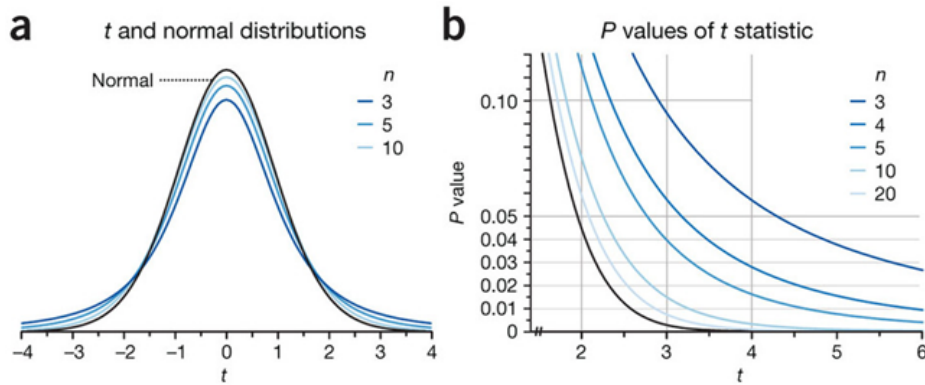 a
t and normal distributions
Normal
n
3
5
10
−4 −3 −2 −1 0 1 2 3 4
t
b
P values of t statistic
n
3
4
5
10
20
P value
0.10
0.05
0.04
0.03
0.02
0.01
0
2 3 4 5 6
t